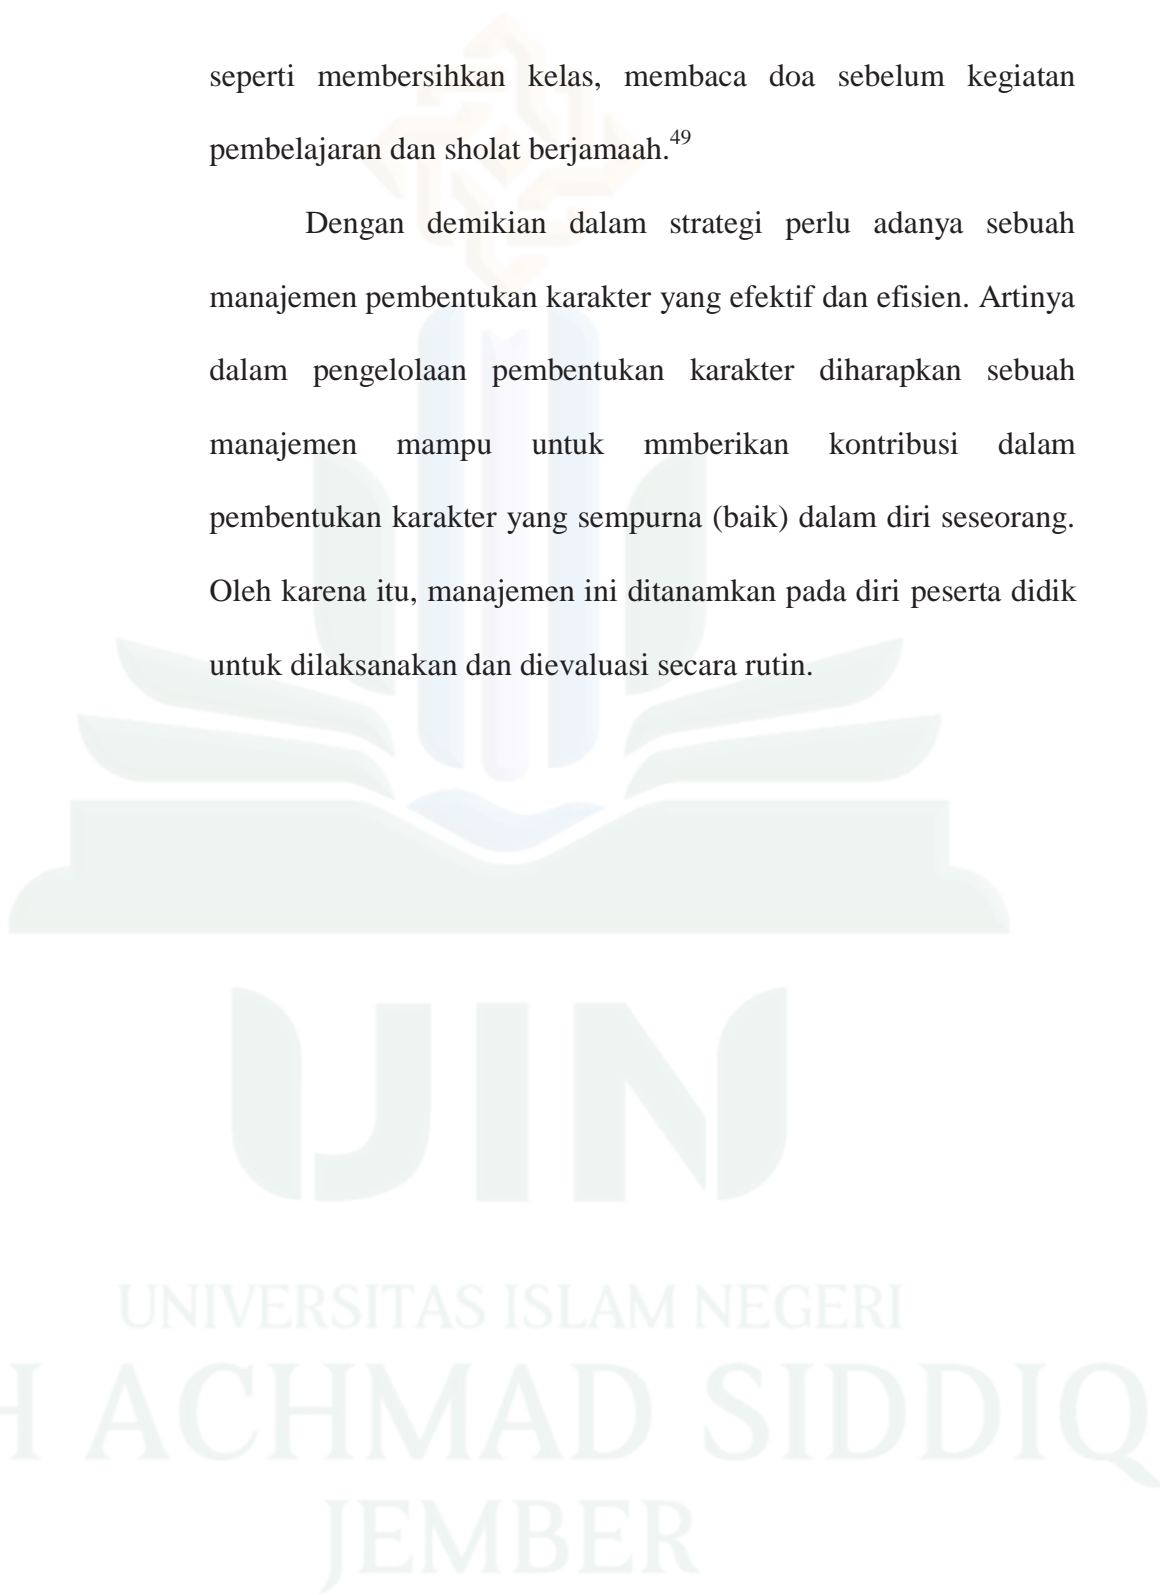 seperti membersihkan kelas, membaca doa sebelum kegiatan
pembelajaran dan sholat berjamaah.49
Dengan demikian dalam strategi perlu adanya sebuah
manajemen pembentukan karakter yang efektif dan efisien. Artinya
dalam pengelolaan pembentukan karakter diharapkan sebuah
manajemen mampu untuk mmberikan kontribusi dalam
pembentukan karakter yang sempurna (baik) dalam diri seseorang.
Oleh karena itu, manajemen ini ditanamkan pada diri peserta didik
untuk dilaksanakan dan dievaluasi secara rutin.
UIN
UNIVERSITAS ISLAM NEGERI
H ACHMAD SIDDIQ
JEMBER